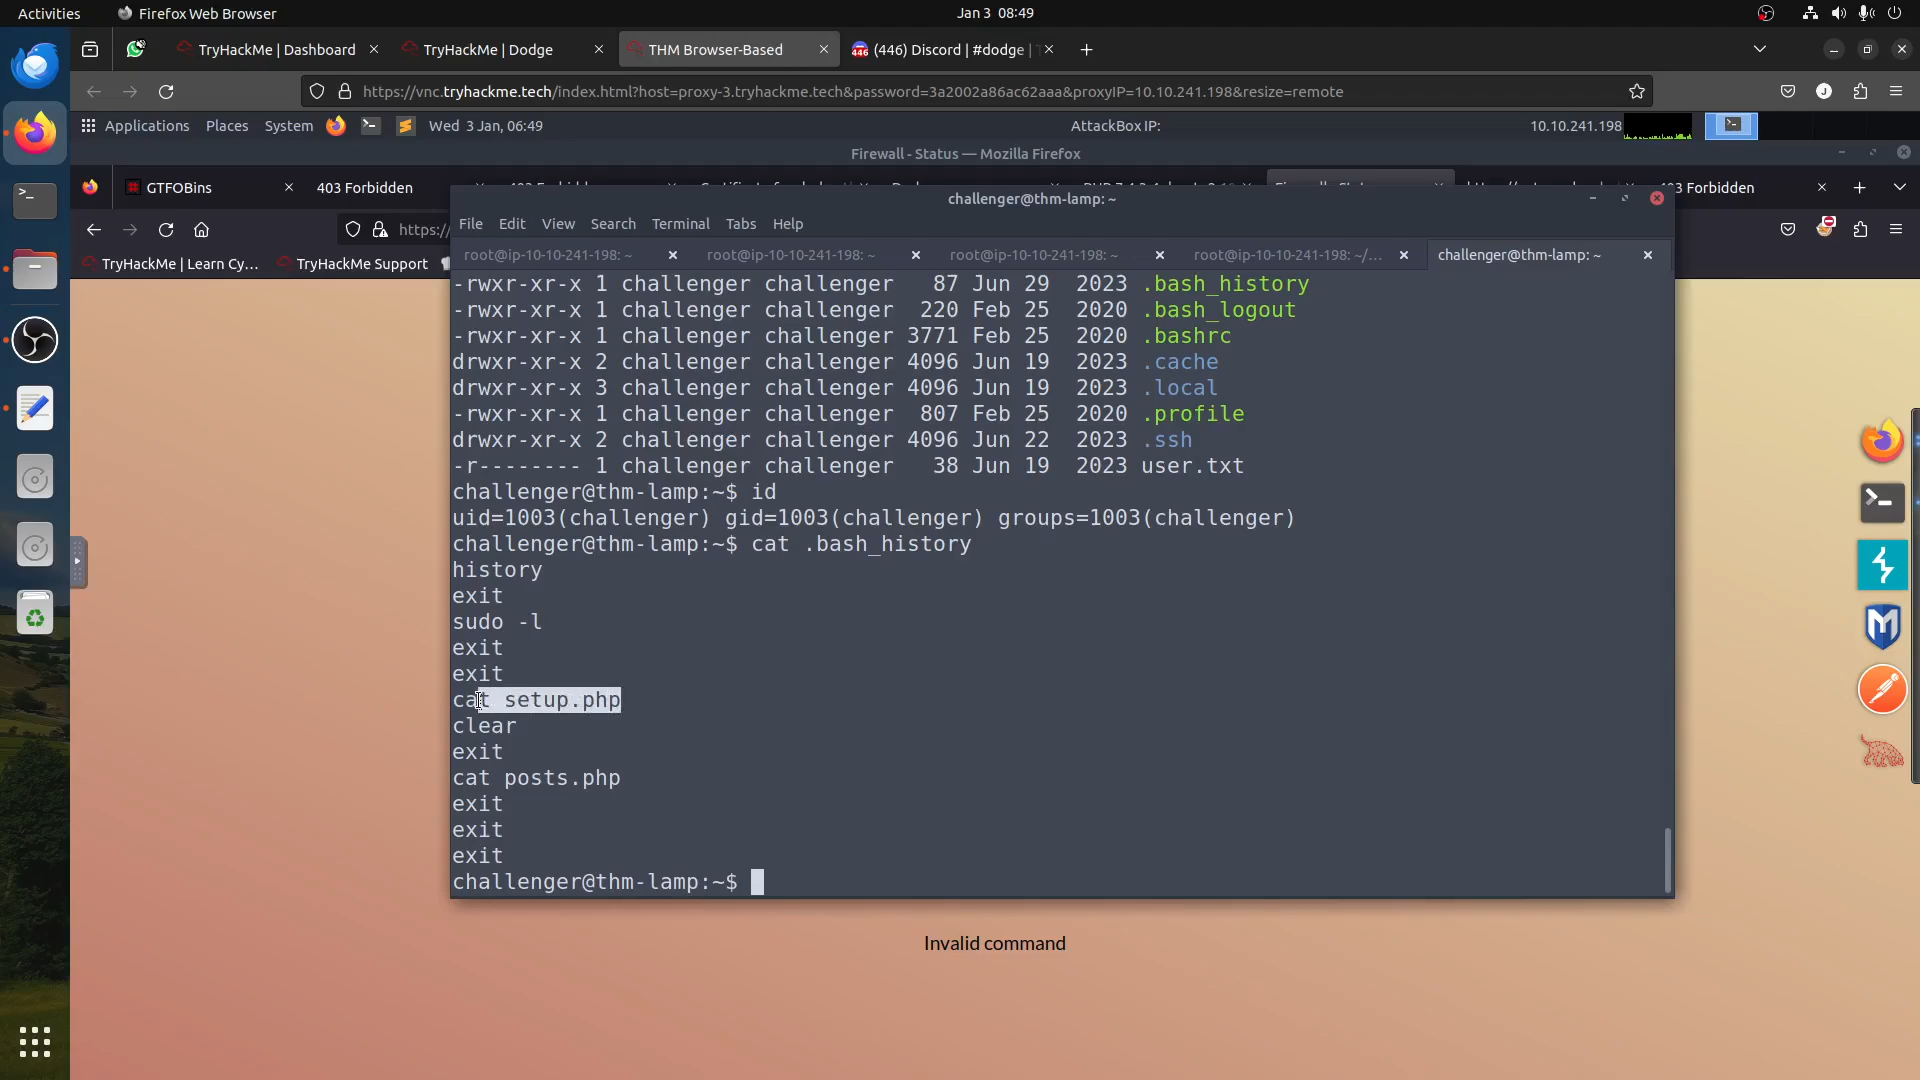 Activities
Firefox Web Browser
Jan 3 08:49
TryHackMe | Dashboard
TryHackMe | Dodge
THM Browser-Based
446 (446) Discord | #dodge |
https://vnc.tryhackme.tech/index.html?host=proxy-3.tryhackme.tech&password=3a2002a86ac62aaa&proxyIP=10.10.241.198&resize=remote
Applications Places System
Wed 3 Jan, 06:49
AttackBox IP:
10.10.241.198
Firewall - Status — Mozilla Firefox
GTFOBins
403 Forbidden
3 Forbidden
challenger@thm-lamp: ~
https:/
File Edit View Search Terminal Tabs Help
root@ip-10-10-241-198: ~
root@ip-10-10-241-198: ~
root@ip-10-10-241-198: ~
root@ip-10-10-241-198: ~/...
challenger@thm-lamp: ~
TryHackMe | Learn Cy...
TryHackMe Support
-rwxr-xr-x 1 challenger challenger 87 Jun 29 2023 .bash_history
-rwxr-xr-x 1 challenger challenger 220 Feb 25 2020 .bash_logout
-rwxr-xr-x 1 challenger challenger 3771 Feb 25 2020 .bashrc
drwxr-xr-x 2 challenger challenger 4096 Jun 19 2023 .cache
drwxr-xr-x 3 challenger challenger 4096 Jun 19 2023 .local
-rwxr-xr-x 1 challenger challenger 807 Feb 25 2020 .profile
drwxr-xr-x 2 challenger challenger 4096 Jun 22 2023 .ssh
-r-------- 1 challenger challenger 38 Jun 19 2023 user.txt
challenger@thm-lamp:~$ id
uid=1003(challenger) gid=1003(challenger) groups=1003(challenger)
challenger@thm-lamp:~$ cat .bash_history
history
exit
sudo -l
exit
exit
cat setup.php
clear
exit
cat posts.php
exit
exit
exit
challenger@thm-lamp:~$
Invalid command